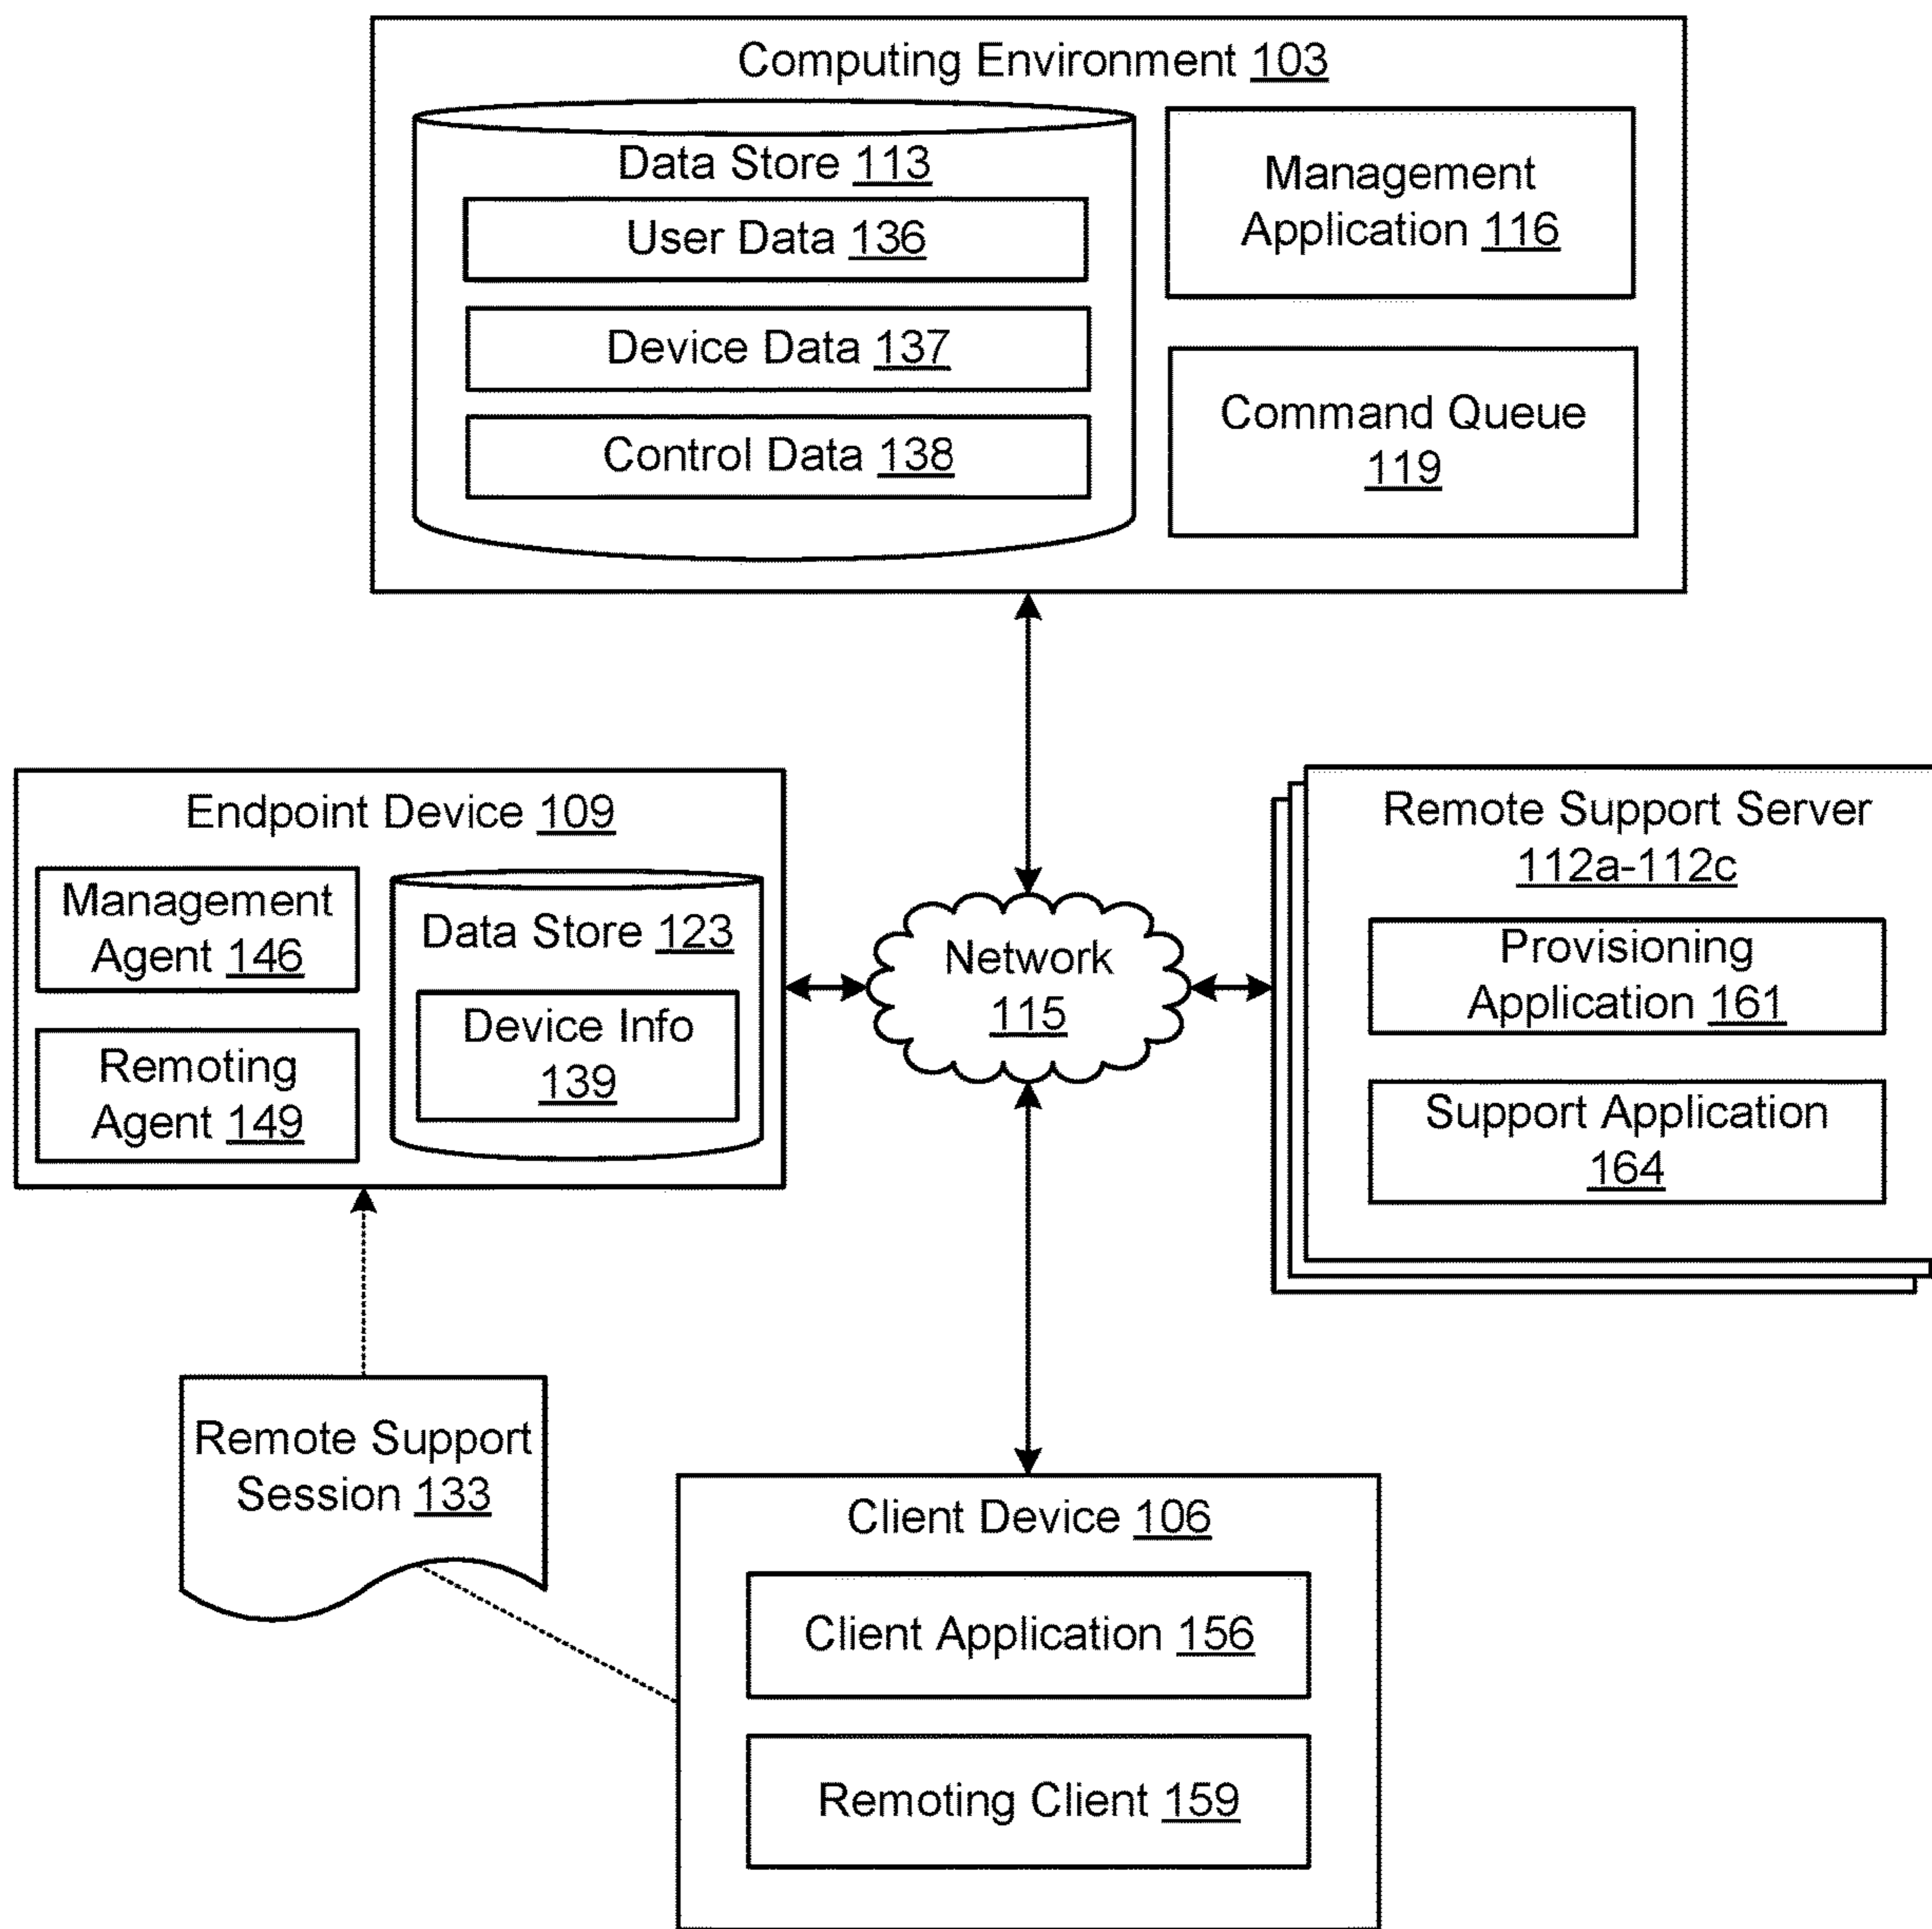 Computing Environment 103
Data Store 113
User Data 136
Device Data 137
Control Data 138
Management
Application 116
Command Queue
119
Endpoint Device 109
Management
Agent 146
Remoting
Agent 149
Data Store 123
Device Info
139
Network
115
Remote Support Server
112a-112c
Provisioning
Application 161
Support Application
164
Remote Support
Session 133
Client Device 106
Client Application 156
Remoting Client 159